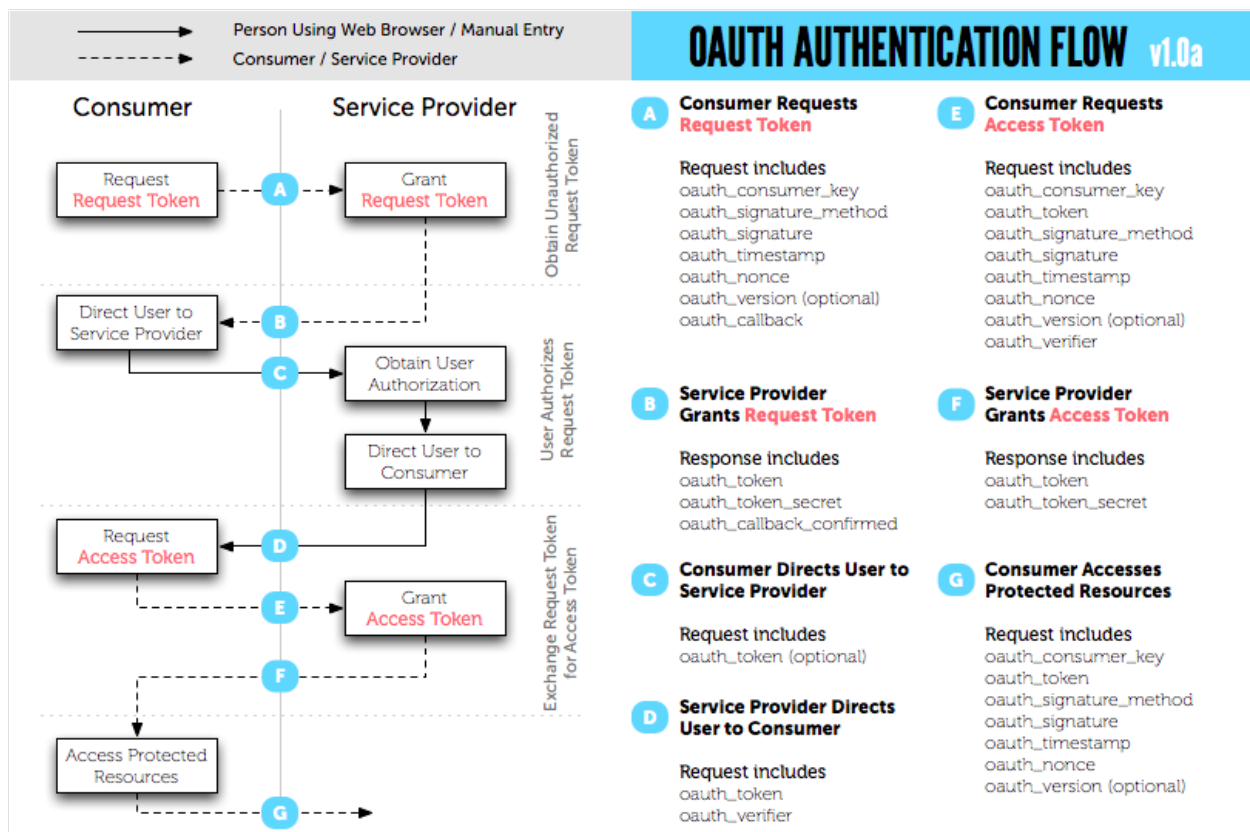 Person Using Web Browser / Manual Entry
Consumer / Service Provider
OAUTH AUTHENTICATION FLOW v1.0a
Consumer
Service Provider
Request
Request Token
A
Grant
Request Token
Obtain Unauthorized
Request Token
Direct User to
Service Provider
B
C
Obtain User
Authorization
Direct User to
Consumer
User Authorizes
Request Token
Request
Access Token
D
E
Grant
Access Token
F
Exchange Request Token
for Access Token
Access Protected
Resources
G
A
Consumer Requests
Request Token
Request includes
oauth_consumer_key
oauth_signature_method
oauth_signature
oauth_timestamp
oauth_nonce
oauth_version (optional)
oauth_callback
B
Service Provider
Grants Request Token
Response includes
oauth_token
oauth_token_secret
oauth_callback_confirmed
C
Consumer Directs User to
Service Provider
Request includes
oauth_token (optional)
D
Service Provider Directs
User to Consumer
Request includes
oauth_token
oauth_verifier
E
Consumer Requests
Access Token
Request includes
oauth_consumer_key
oauth_token
oauth_signature_method
oauth_signature
oauth_timestamp
oauth_nonce
oauth_version (optional)
oauth_verifier
F
Service Provider
Grants Access Token
Response includes
oauth_token
oauth_token_secret
G
Consumer Accesses
Protected Resources
Request includes
oauth_consumer_key
oauth_token
oauth_signature_method
oauth_signature
oauth_timestamp
oauth_nonce
oauth_version (optional)